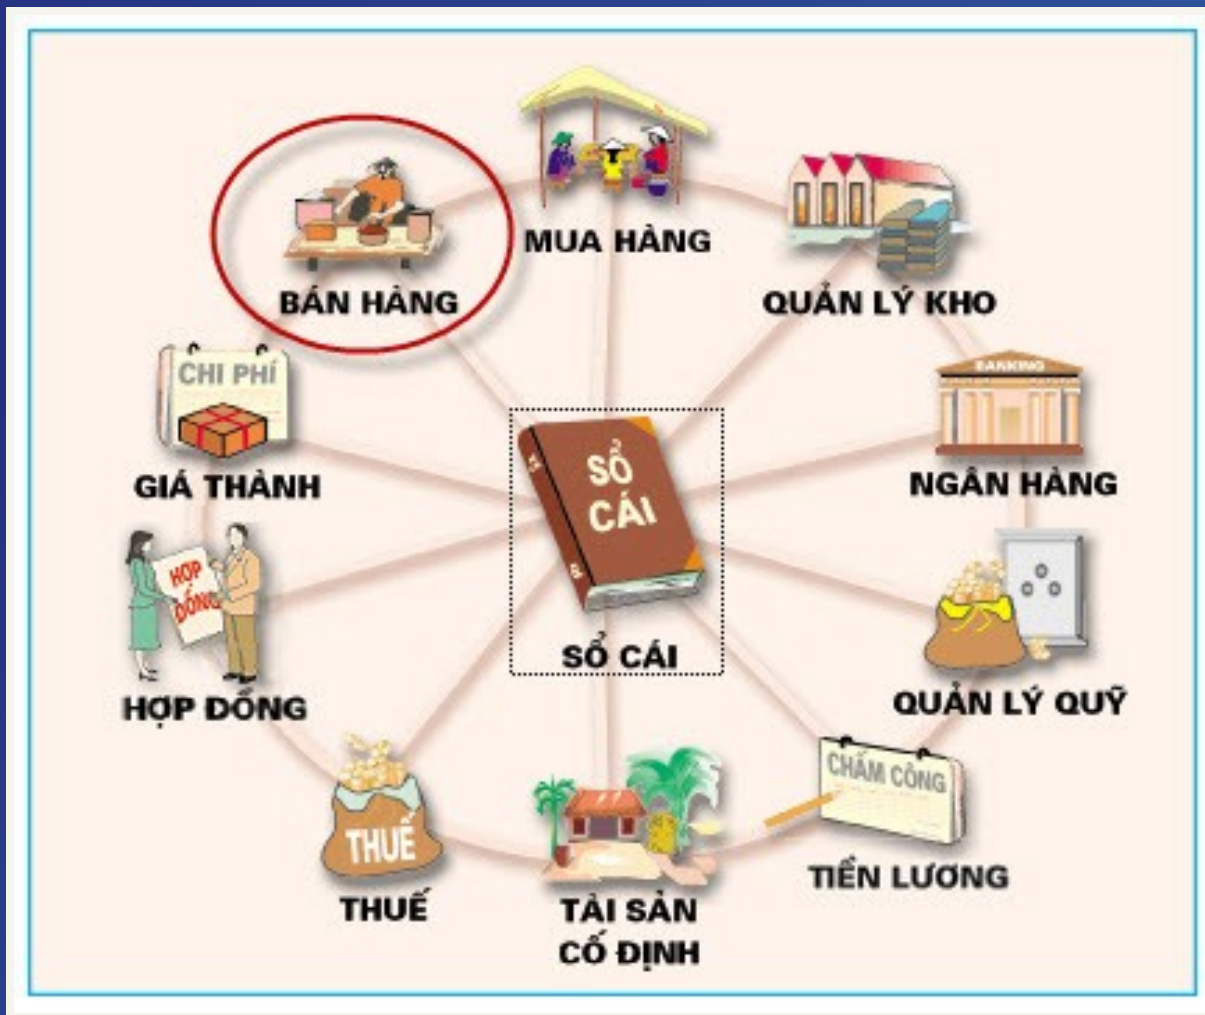 MUA HÀNG
BÁN HÀNG
QUẢN LÝ KHO
CHI PHÍ
GIÁ THÀNH
BANKING
NGÂN HÀNG
SỔ
CÁI
SỔ CÁI
HỢP
ĐỒNG
HỢP ĐỒNG
QUẢN LÝ QUỸ
CHẤM CÔNG
TIỀN LƯƠNG
THUẾ
THUẾ
TÀI SẢN
CỐ ĐỊNH